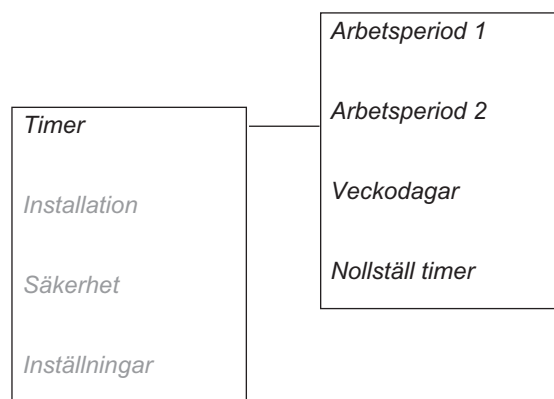 Timer
Installation
Säkerhet
Inställningar
Arbetsperiod 1
Arbetsperiod 2
Veckodagar
Nollställ timer